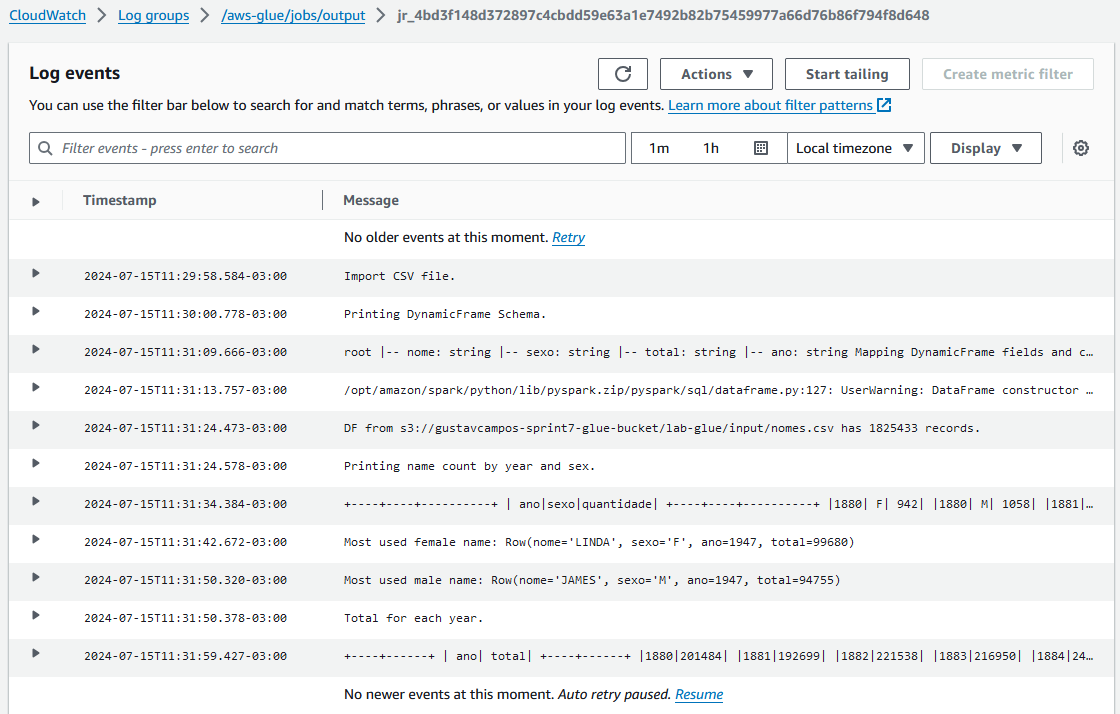 CloudWatch > Log groups > /aws-glue/jobs/output > jr_4bd3f148d372897c4cbdd59e63a1e7492b82b75459977a66d76b86f794f8d648
Log events
Actions
Start tailing
Create metric filter
You can use the filter bar below to search for and match terms, phrases, or values in your log events. Learn more about filter patterns
Filter events - press enter to search
1m 1h
Local timezone
Display
Timestamp Message
No older events at this moment. Retry
2024-07-15T11:29:58.584-03:00 Import CSV file.
2024-07-15T11:30:00.778-03:00 Printing DynamicFrame Schema.
2024-07-15T11:31:09.666-03:00 root |-- nome: string |-- sexo: string |-- total: string |-- ano: string Mapping DynamicFrame fields and c…
2024-07-15T11:31:13.757-03:00 /opt/amazon/spark/python/lib/pyspark.zip/pyspark/sql/dataframe.py:127: UserWarning: DataFrame constructor …
2024-07-15T11:31:24.473-03:00 DF from s3://gustavcampos-sprint7-glue-bucket/lab-glue/input/nomes.csv has 1825433 records.
2024-07-15T11:31:24.578-03:00 Printing name count by year and sex.
2024-07-15T11:31:34.384-03:00 +----+----+----------+ | ano|sexo|quantidade| +----+----+----------+ |1880| F| 942| |1880| M| 1058| |1881|…
2024-07-15T11:31:42.672-03:00 Most used female name: Row(nome='LINDA', sexo='F', ano=1947, total=99680)
2024-07-15T11:31:50.320-03:00 Most used male name: Row(nome='JAMES', sexo='M', ano=1947, total=94755)
2024-07-15T11:31:50.378-03:00 Total for each year.
2024-07-15T11:31:59.427-03:00 +----+------+ | ano| total| +----+------+ |1880|201484| |1881|192699| |1882|221538| |1883|216950| |1884|24…
No newer events at this moment. Auto retry paused. Resume